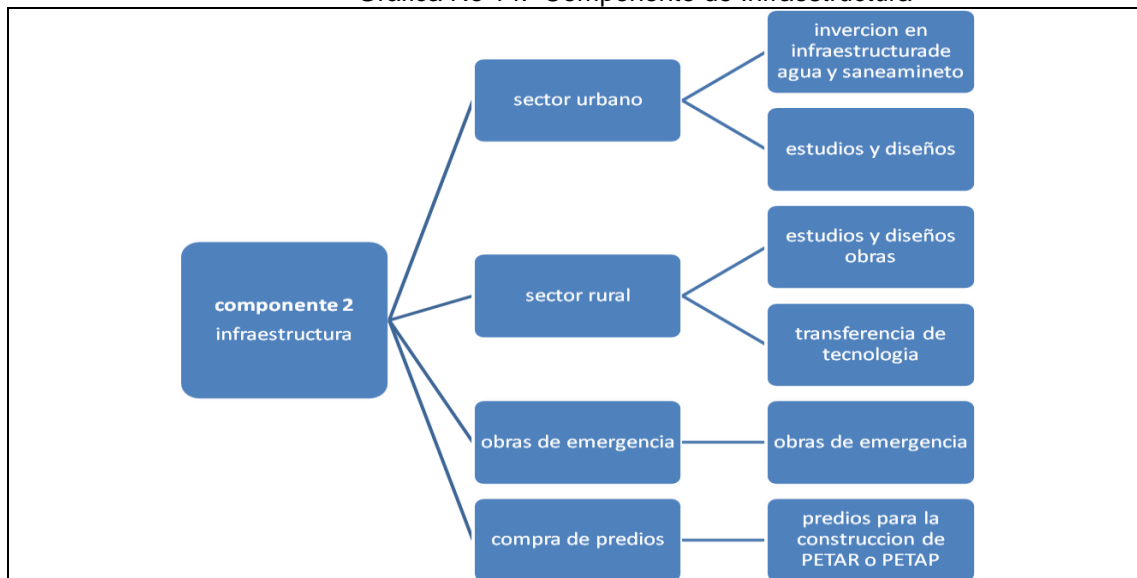 invercion en
infraestructurade
agua y saneamineto
sector urbano
estudios y diseños
estudios y diseños
obras
sector rural
componente 2
infraestructura
transferencia de
tecnologia
obras de emergencia
obras de emergencia
compra de predios
predios para la
construccion de
PETAR o PETAP